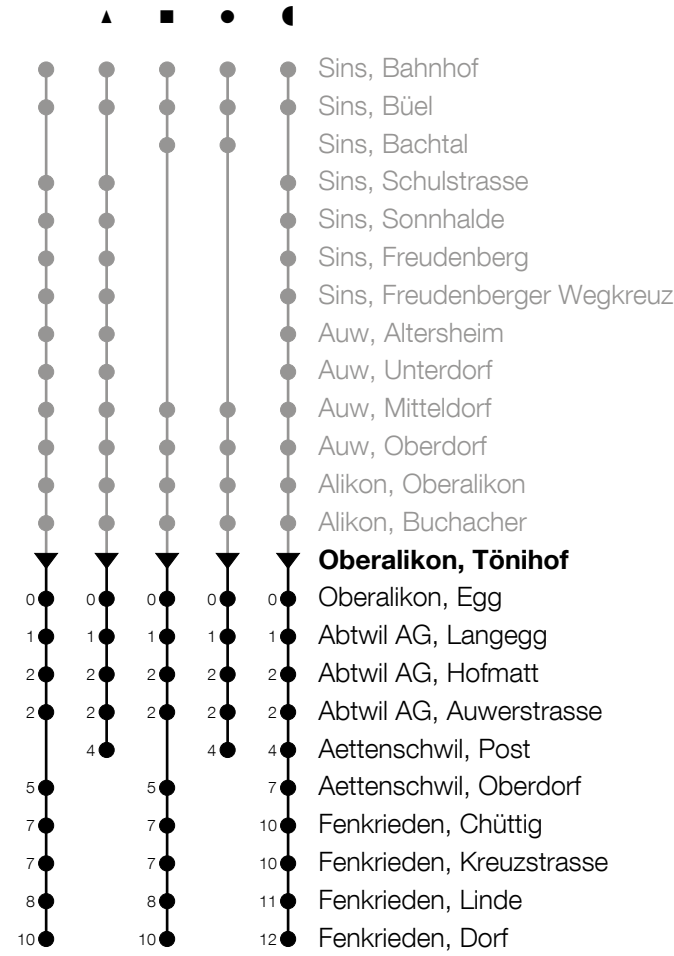 Sins, Bahnhof
Sins, Büel
Sins, Bachtal
Sins, Schulstrasse
Sins, Sonnhalde
Sins, Freudenberg
Sins, Freudenberger Wegkreuz
Auw, Altersheim
Auw, Unterdorf
Auw, Mitteldorf
Auw, Oberdorf
Alikon, Oberalikon
Alikon, Buchacher
Oberalikon, Tönihof
0 0 0 0 0 Oberalikon, Egg
1 1 1 1 1 Abtwil AG, Langegg
2 2 2 2 2 Abtwil AG, Hofmatt
2 2 2 2 2 Abtwil AG, Auwerstrasse
4 4 4 Aettenschwil, Post
5 5 7 Aettenschwil, Oberdorf
7 7 10 Fenkrieden, Chüttig
7 7 10 Fenkrieden, Kreuzstrasse
8 8 11 Fenkrieden, Linde
10 10 12 Fenkrieden, Dorf